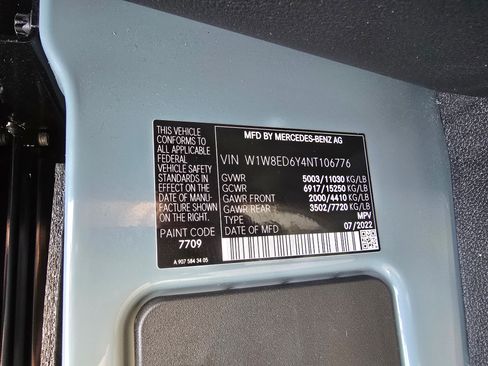 THIS VEHICLE
CONFORMS TO
ALL APPLICABLE
FEDERAL
VEHICLE SAFETY
STANDARDS IN
EFFECT ON THE
DATE OF MANU-
FACTURE SHOWN
ABOVE.
PAINT CODE
7709
A 907 584 34 05
MFD BY MERCEDES-BENZ AG
VIN W1W8ED6Y4NT106776
GVWR 5003/11030 KG/LB
GCWR 6917/15250 KG/LB
GAWR FRONT 2000/4410 KG/LB
GAWR REAR 3502/7720 KG/LB
TYPE MPV
DATE OF MFD 07/2022